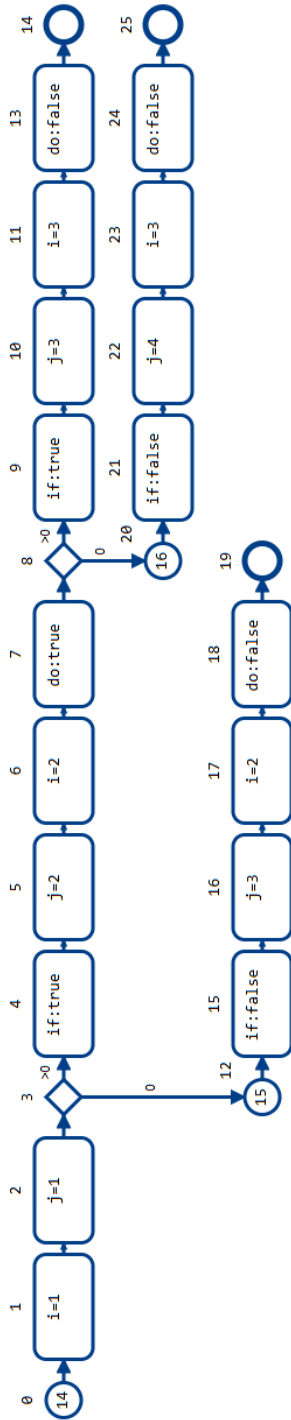 0
14
1
i=1
2
j=1
3
>0
0
4
if:true
5
j=2
6
i=2
7
do:true
8
>0
0
9
if:true
10
j=3
11
i=3
13
do:false
14
20
16
21
if:false
22
j=4
23
i=3
24
do:false
25
12
15
15
if:false
16
j=3
17
i=2
18
do:false
19